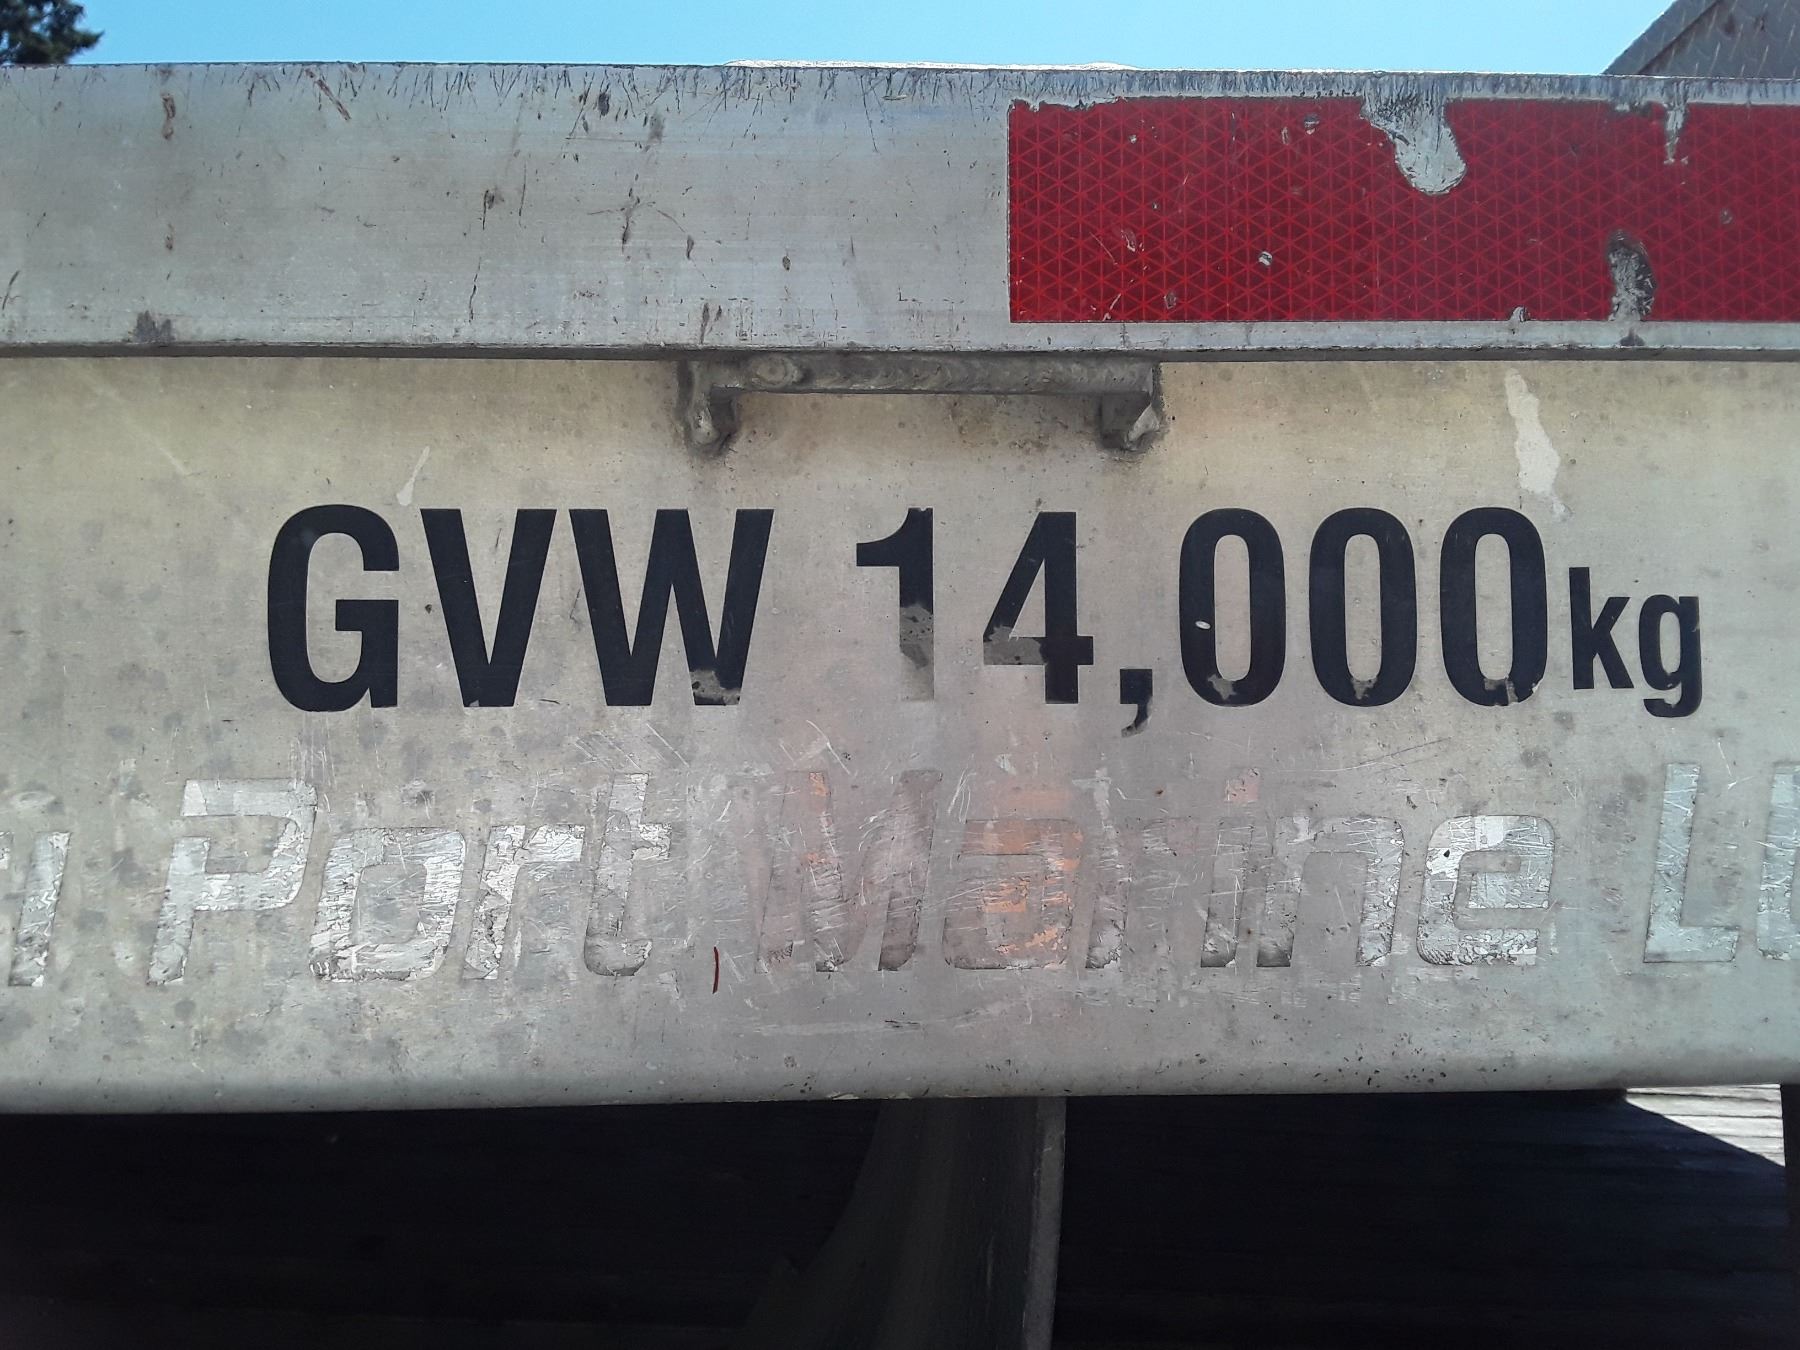 GVW 14,000kg
Port Marine